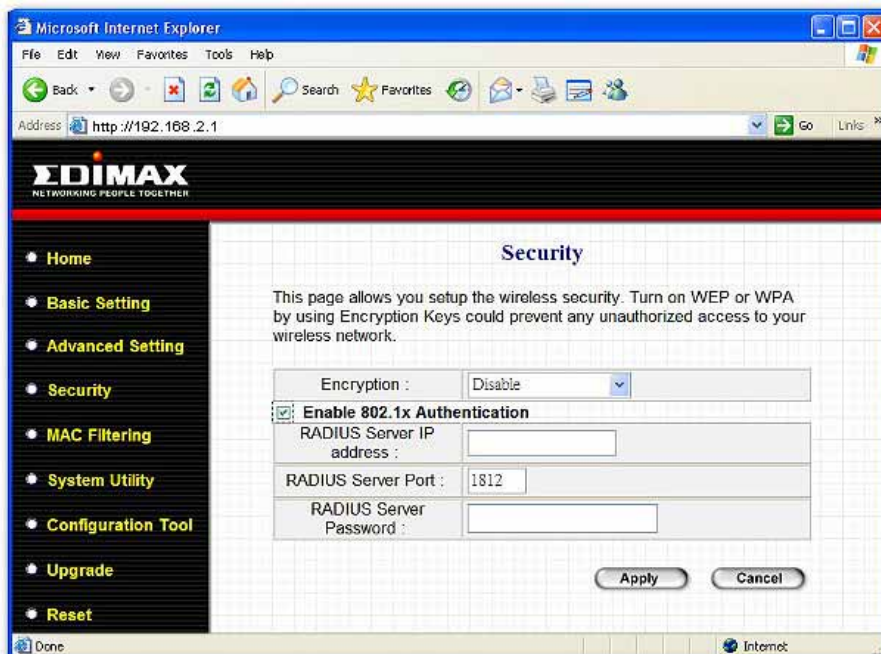 Microsoft Internet Explorer
File Edit View Favorites Tools Help
Back Search Favorites
Address http://192.168.2.1 Go Links »
EDIMAX
NETWORKING PEOPLE TOGETHER
Home
Basic Setting
Advanced Setting
Security
MAC Filtering
System Utility
Configuration Tool
Upgrade
Reset
Security
This page allows you setup the wireless security. Turn on WEP or WPA
by using Encryption Keys could prevent any unauthorized access to your
wireless network.
Encryption : Disable
Enable 802.1x Authentication
RADIUS Server IP
address :
RADIUS Server Port : 1812
RADIUS Server
Password :
Apply Cancel
Done Internet